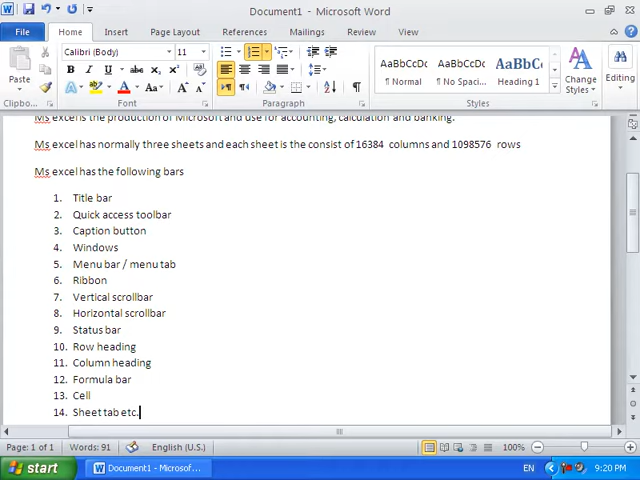 Document1 - Microsoft Word
File Home Insert Page Layout References Mailings Review View
Calibri (Body) 11
Paste
B I U abc x₂ x²
A ab A Aa A A
AaBbCcDc AaBbCcDc AaBbC
¶ Normal ¶ No Spaci... Heading 1
Change Styles
Editing
Clipbo... Font Paragraph Styles
Ms excel is the production of Microsoft and use for accounting, calculation and banking.
Ms excel has normally three sheets and each sheet is the consist of 16384 columns and 1098576 rows
Ms excel has the following bars
1. Title bar
2. Quick access toolbar
3. Caption button
4. Windows
5. Menu bar / menu tab
6. Ribbon
7. Vertical scrollbar
8. Horizontal scrollbar
9. Status bar
10. Row heading
11. Column heading
12. Formula bar
13. Cell
14. Sheet tab etc.
Page: 1 of 1 Words: 91 English (U.S.) 100%
start Document1 - Microsof... EN 9:20 PM